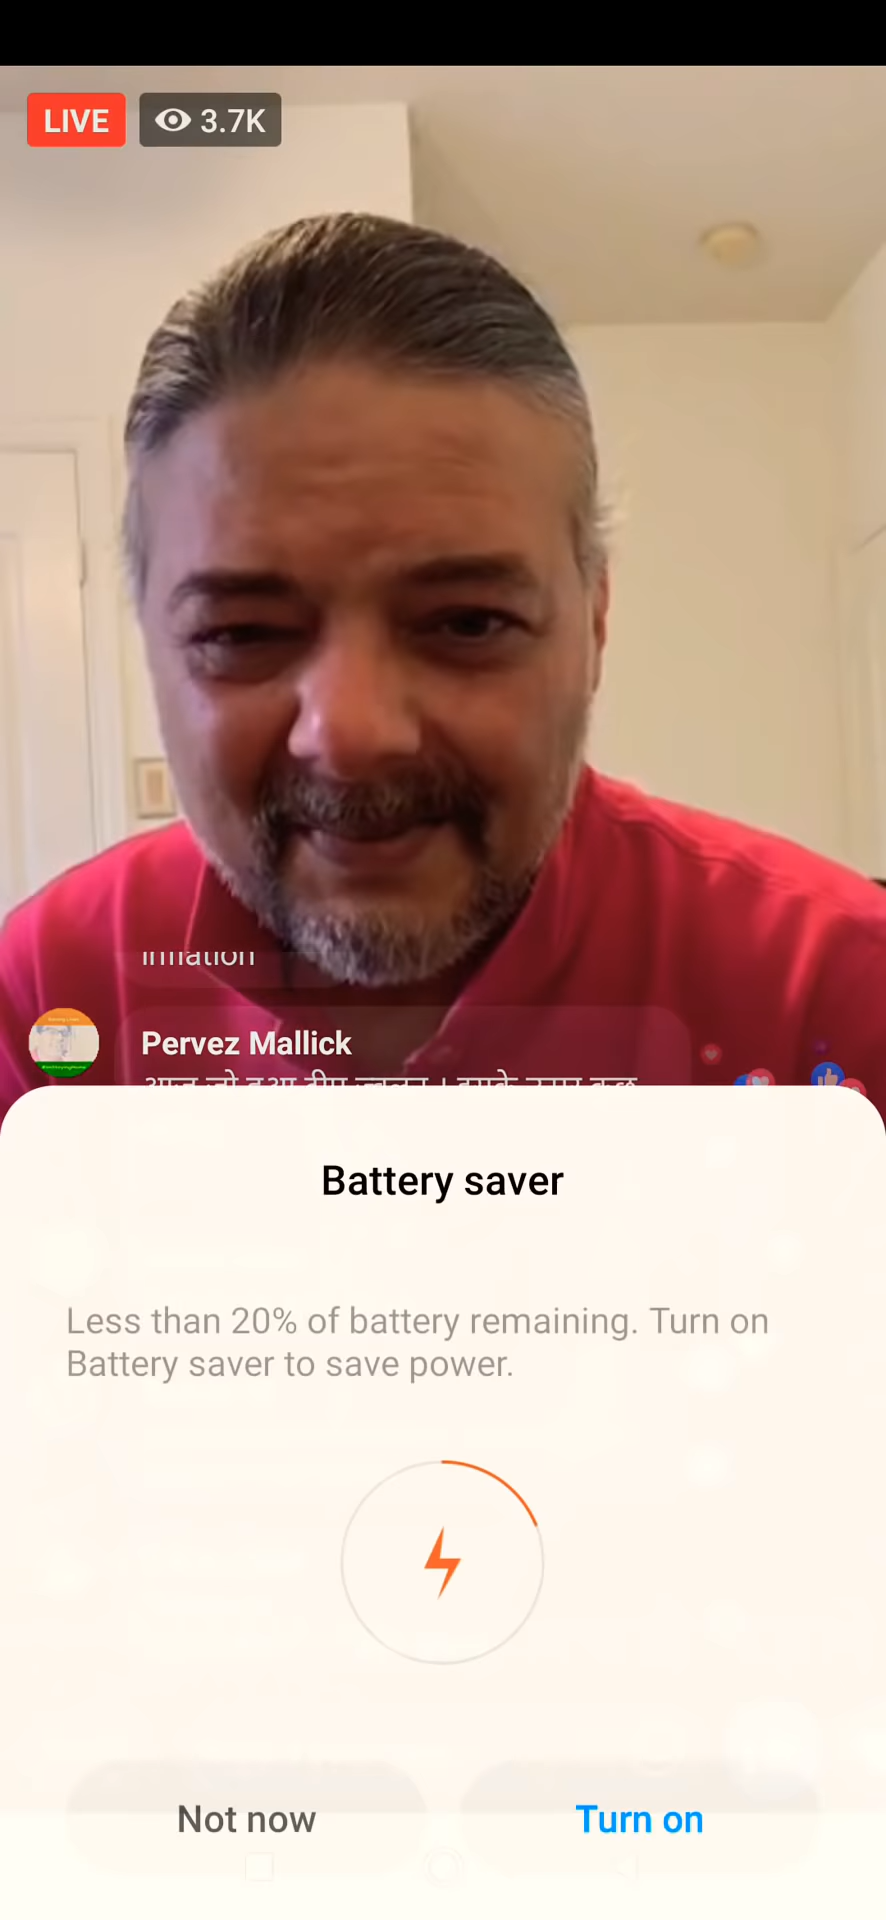 LIVE 3.7K
Pervez Mallick
Battery saver
Less than 20% of battery remaining. Turn on
Battery saver to save power.
Not now
Turn on